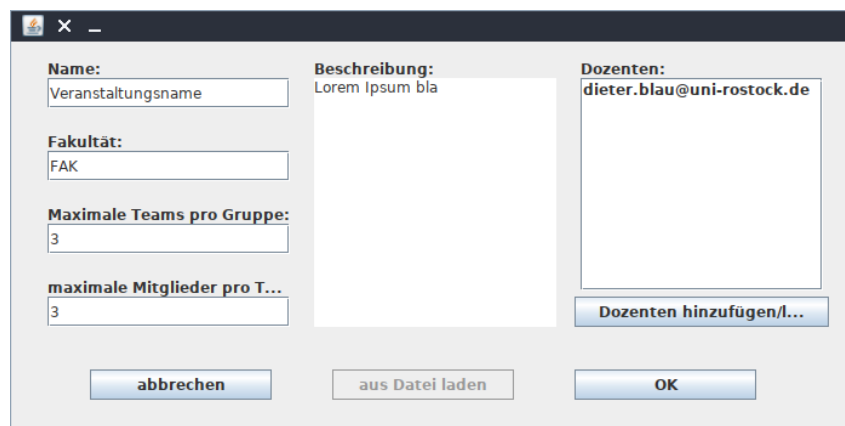 Name:
Veranstaltungsname
Fakultät:
FAK
Maximale Teams pro Gruppe:
3
maximale Mitglieder pro T...
3
Beschreibung:
Lorem Ipsum bla
Dozenten:
dieter.blau@uni-rostock.de
Dozenten hinzufügen/l...
abbrechen
aus Datei laden
OK